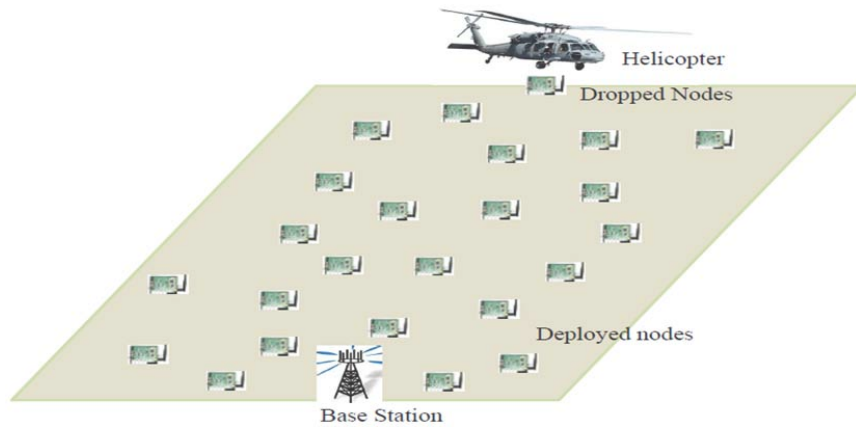 Helicopter
Dropped Nodes
Deployed nodes
Base Station